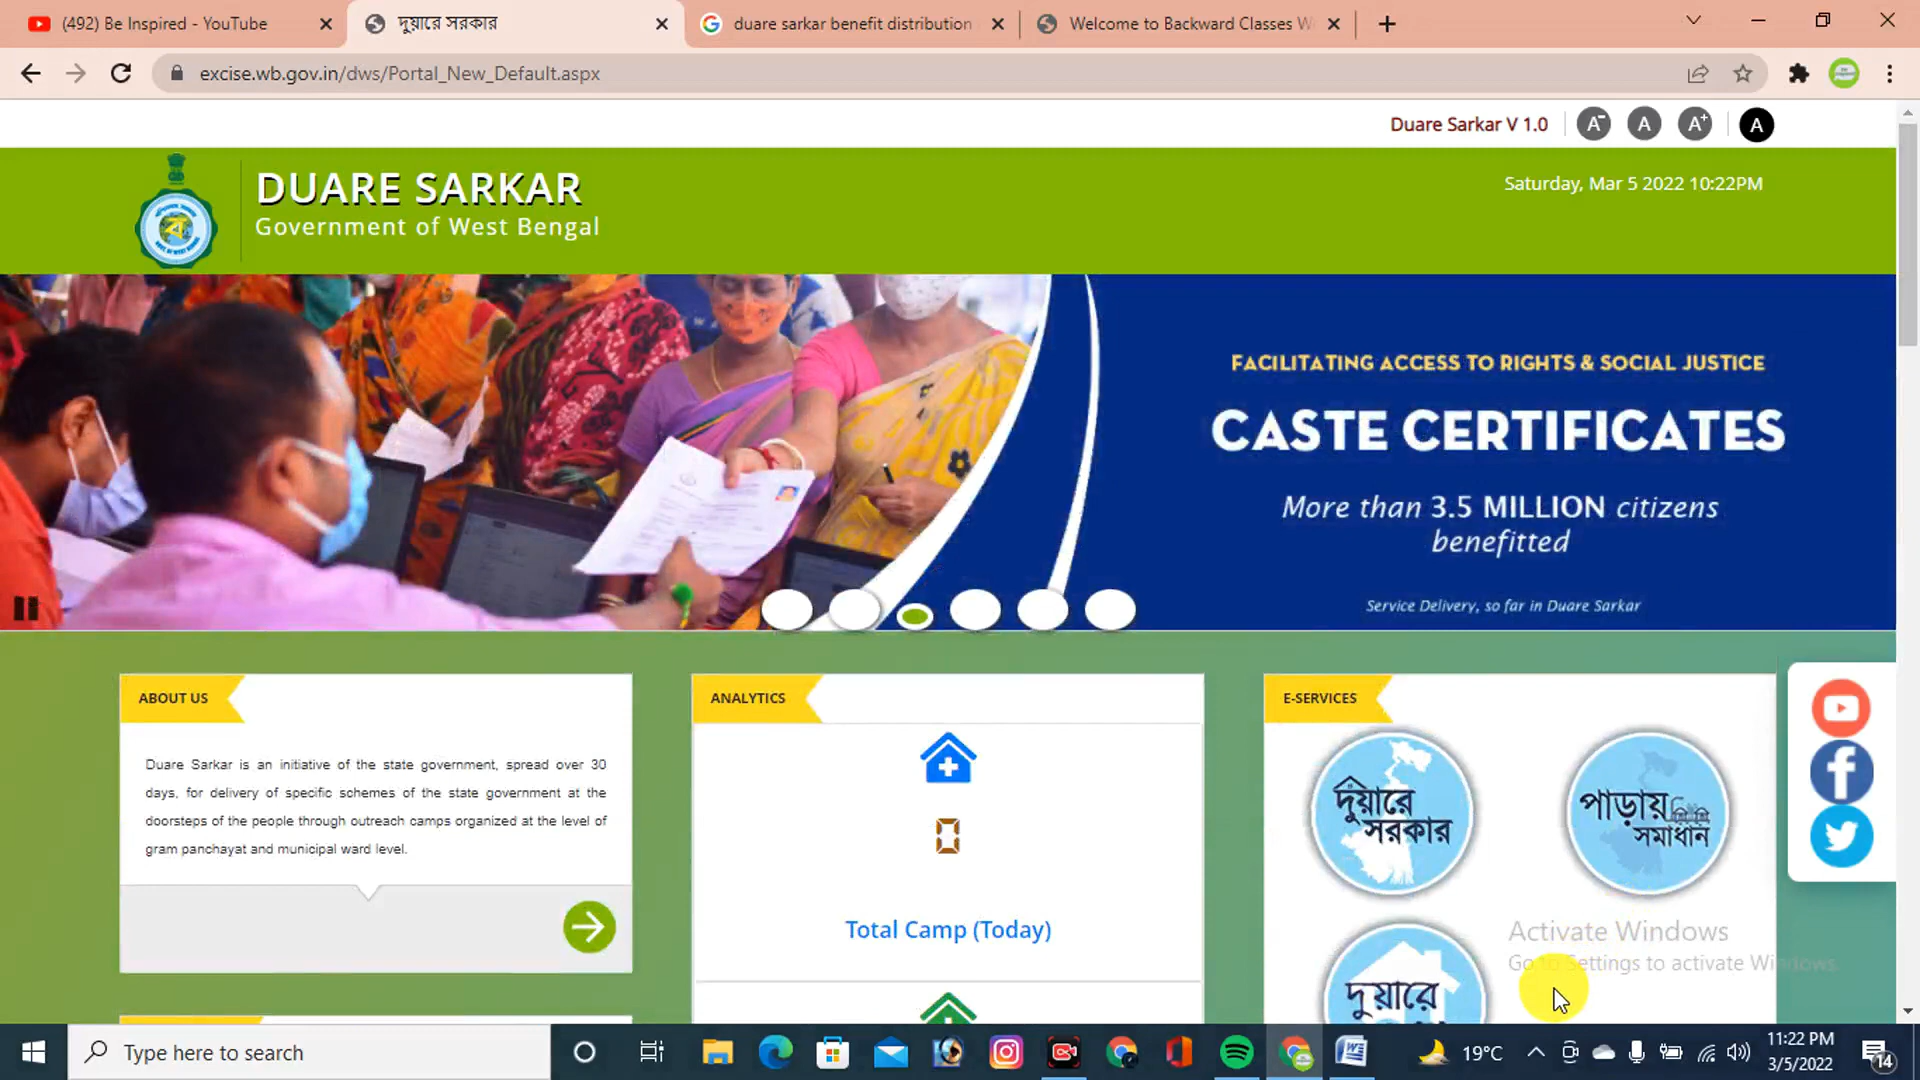 (492) Be Inspired - YouTube
দুয়ারে সরকার
duare sarkar benefit distribution
Welcome to Backward Classes W
excise.wb.gov.in/dws/Portal_New_Default.aspx
Duare Sarkar V 1.0
A-
A
A+
A
DUARE SARKAR
Government of West Bengal
Saturday, Mar 5 2022 10:22PM
FACILITATING ACCESS TO RIGHTS & SOCIAL JUSTICE
CASTE CERTIFICATES
More than 3.5 MILLION citizens
benefitted
Service Delivery, so far in Duare Sarkar
ABOUT US
Duare Sarkar is an initiative of the state government, spread over 30
days, for delivery of specific schemes of the state government at the
doorsteps of the people through outreach camps organized at the level of
gram panchayat and municipal ward level.
ANALYTICS
0
Total Camp (Today)
E-SERVICES
দুয়ারে
সরকার
পাড়ায়
সমাধান
দুয়ারে
Activate Windows
Go to Settings to activate Windows.
Type here to search
19°C
11:22 PM
3/5/2022
14